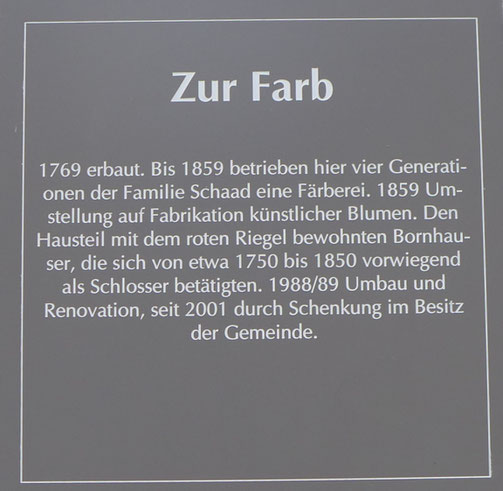 Zur Farb
1769 erbaut. Bis 1859 betrieben hier vier Generati-
onen der Familie Schaad eine Färberei. 1859 Um-
stellung auf Fabrikation künstlicher Blumen. Den
Hausteil mit dem roten Riegel bewohnten Bornhau-
ser, die sich von etwa 1750 bis 1850 vorwiegend
als Schlosser betätigten. 1988/89 Umbau und
Renovation, seit 2001 durch Schenkung im Besitz
der Gemeinde.